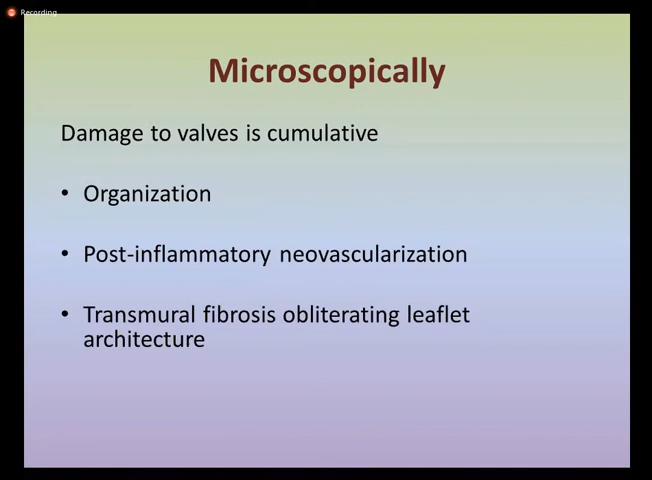 Recording
Microscopically
Damage to valves is cumulative
• Organization
• Post-inflammatory neovascularization
• Transmural fibrosis obliterating leaflet
architecture